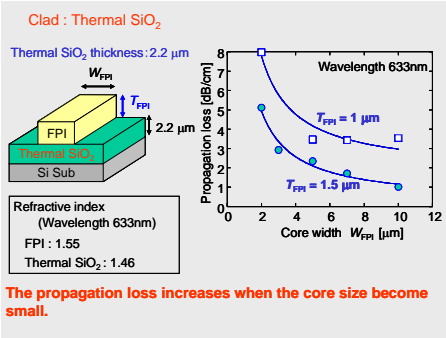 Clad : Thermal SiO2
Thermal SiO2 thickness : 2.2 μm
WFPI
TFPI
2.2 μm
FPI
Thermal SiO2
Si Sub
Refractive index
(Wavelength 633nm)
FPI : 1.55
Thermal SiO2 : 1.46
Propagation loss [dB/cm]
8
7
6
5
4
3
2
1
0
Wavelength 633nm
TFPI = 1 μm
TFPI = 1.5 μm
0 2 4 6 8 10 12
Core width WFPI [μm]
The propagation loss increases when the core size become
small.